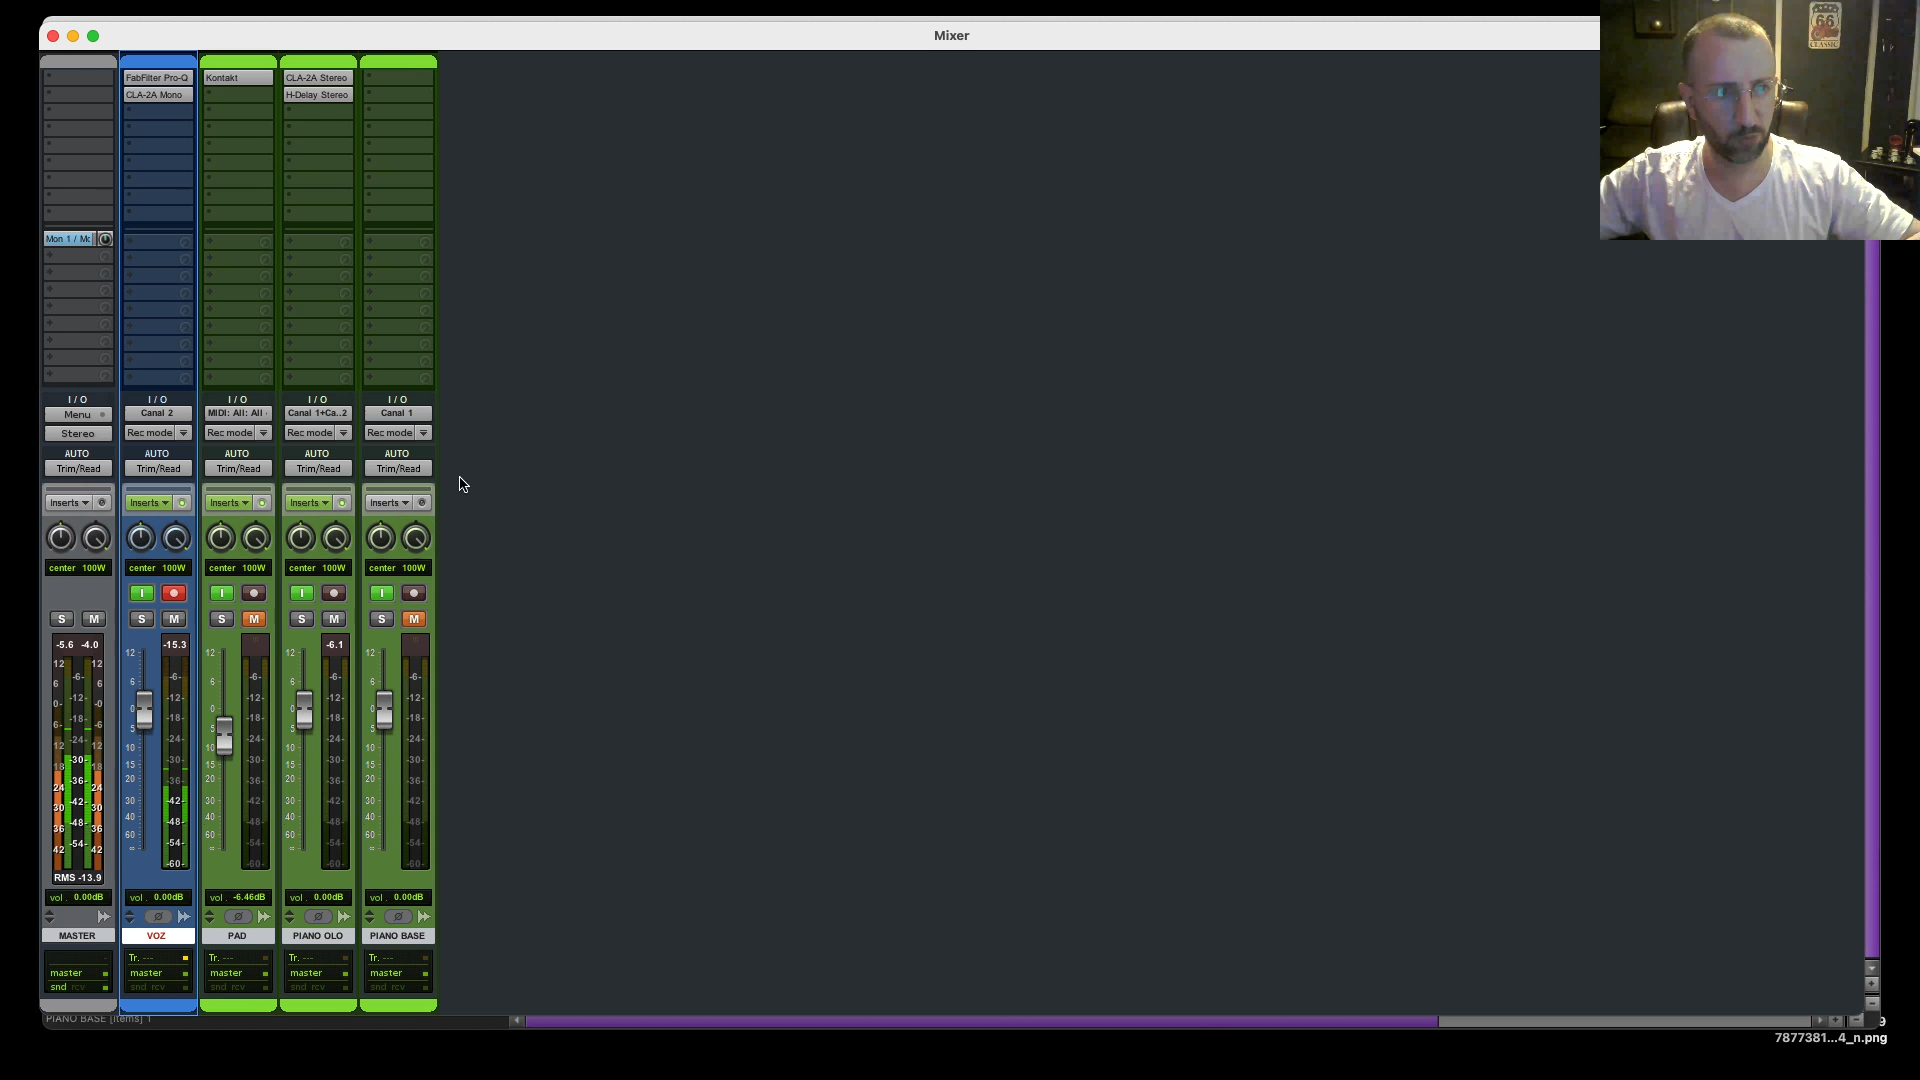 Mixer
66
CLASSIC
FabFilter Pro-Q
Kontakt
CLA-2A Stereo
CLA-2A Mono
H-Delay Stereo
Mon 1 / Mc
I / O I / O I / O I / O I / O
Menu Canal 2 MIDI: All: All Canal 1+Ca..2 Canal 1
Stereo Rec mode Rec mode Rec mode Rec mode
AUTO AUTO AUTO AUTO AUTO
Trim/Read Trim/Read Trim/Read Trim/Read Trim/Read
Inserts Inserts Inserts Inserts Inserts
center 100W center 100W center 100W center 100W center 100W
S M S M S M S M S M
-5.6 -4.0 -15.3 -6.1
RMS -13.9
vol. 0.00dB vol. 0.00dB vol. -6.46dB vol. 0.00dB vol. 0.00dB
MASTER VOZ PAD PIANO OLO PIANO BASE
Tr. --- Tr. --- Tr. --- Tr. ---
master master master master master
snd rcv snd rcv snd rcv snd rcv snd rcv
PIANO BASE [items] 1
9
7877381...4_n.png